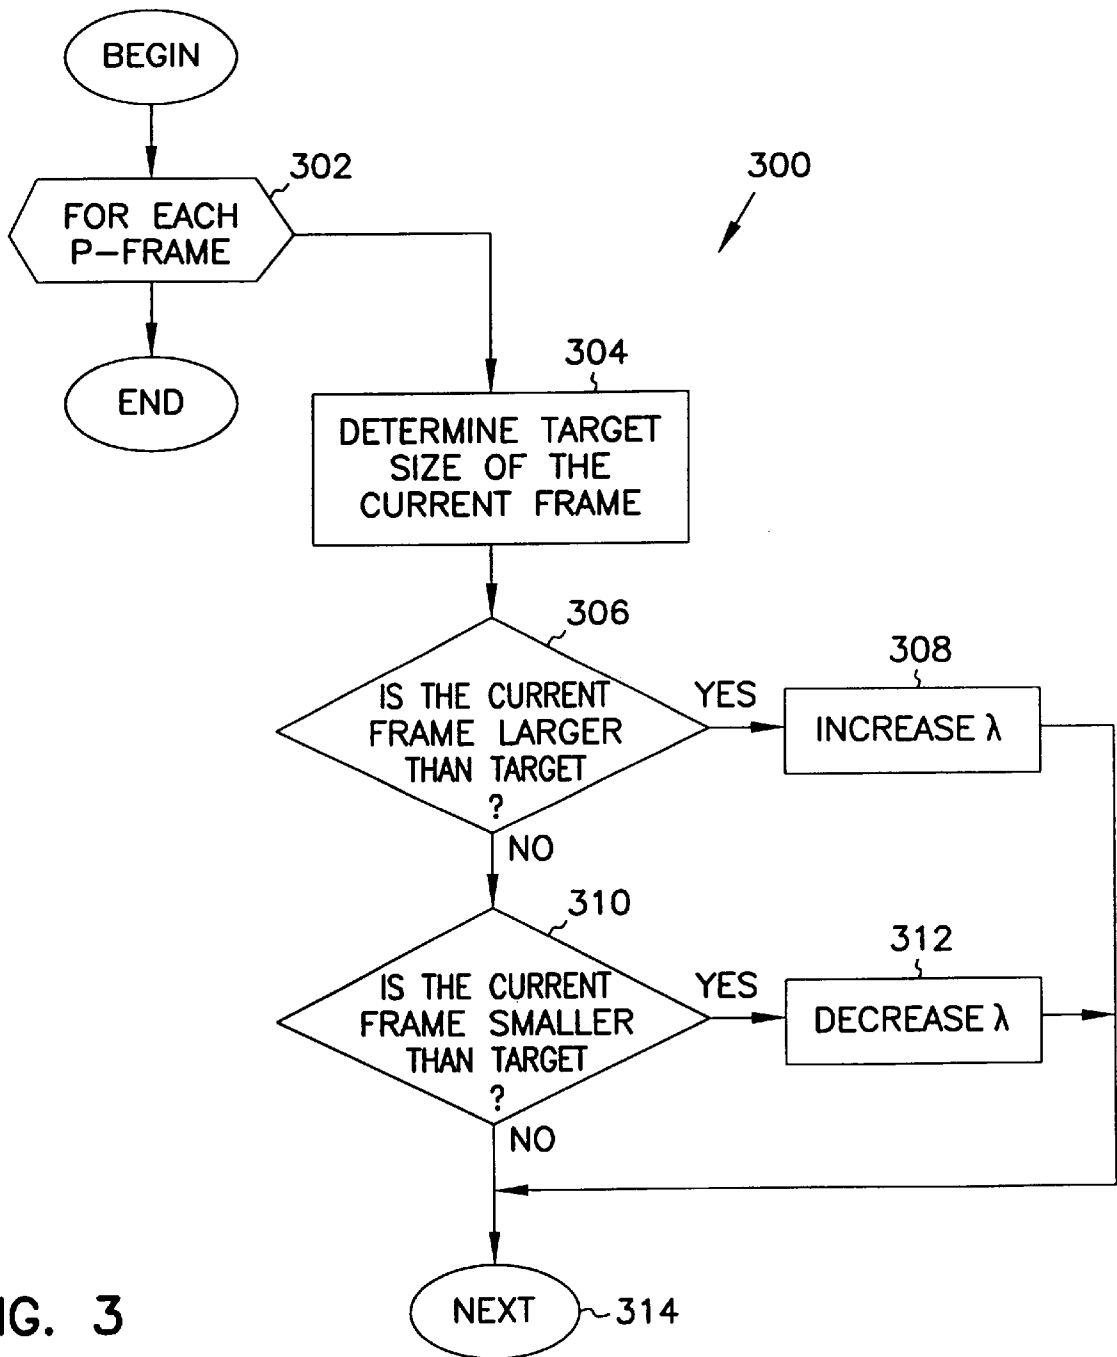 BEGIN
302
FOR EACH
P-FRAME
300
END
304
DETERMINE TARGET
SIZE OF THE
CURRENT FRAME
306
IS THE CURRENT
FRAME LARGER
THAN TARGET
?
YES
308
INCREASE λ
NO
310
IS THE CURRENT
FRAME SMALLER
THAN TARGET
?
YES
312
DECREASE λ
NO
NEXT
314
IG. 3